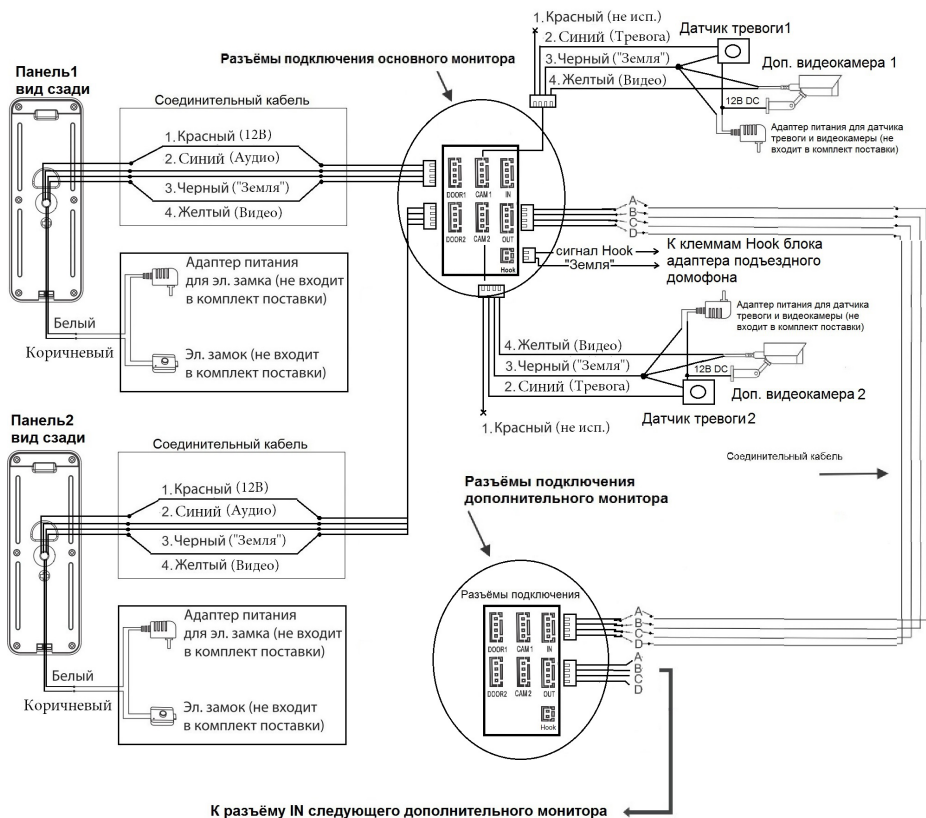 1. Красный (не исп.)
2. Синий (Тревога)
3. Черный ("Земля")
4. Желтый (Видео)
Датчик тревоги1
Доп. видеокамера 1
12В DC
Адаптер питания для датчика
тревоги и видеокамеры (не
входит в комплект поставки)
Разъёмы подключения основного монитора
Панель1
вид сзади
Соединительный кабель
1. Красный (12В)
2. Синий (Аудио)
3. Черный ("Земля")
4. Желтый (Видео)
Адаптер питания
для эл. замка (не входит
в комплект поставки)
Белый
Коричневый
Эл. замок (не входит
в комплект поставки)
DOOR1
CAM 1
IN
DOOR2
CAM 2
OUT
Hook
A
B
C
D
сигнал Hook
"Земля"
К клеммам Hook блока
адаптера подъездного
домофона
Адаптер питания для датчика
тревоги и видеокамеры (не
входит в комплект поставки)
4. Желтый (Видео)
3. Черный ("Земля")
2. Синий (Тревога)
1. Красный (не исп.)
12В DC
Доп. видеокамера 2
Датчик тревоги2
Панель2
вид сзади
Соединительный кабель
1. Красный (12В)
2. Синий (Аудио)
3. Черный ("Земля")
4. Желтый (Видео)
Адаптер питания
для эл. замка (не входит
в комплект поставки)
Белый
Коричневый
Эл. замок (не входит
в комплект поставки)
Соединительный кабель
Разъёмы подключения
дополнительного монитора
Разъёмы подключения
DOOR1
CAM 1
IN
DOOR2
CAM 2
OUT
Hook
A
B
C
D
A
B
C
D
К разъёму IN следующего дополнительного монитора